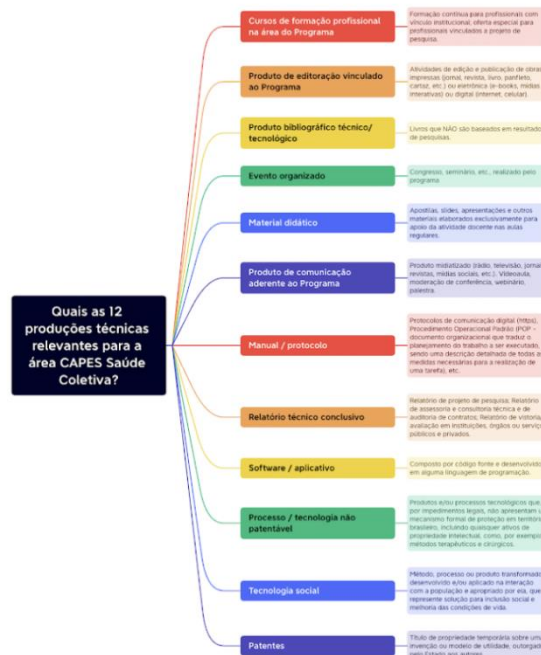 Quais as 12
produções técnicas
relevantes para a
área CAPES Saúde
Coletiva?
Cursos de formação profissional
na área do Programa
Formação contínua para profissionais com
vínculo institucional, oferta especial para
profissionais vinculados a projeto de
pesquisa.
Produto de editoração vinculado
ao Programa
Atividades de edição e publicação de obras
impressas (jornal, revista, livro, panfleto,
cartaz, etc.) ou eletrônica (e-books, mídias
interativas) ou digital (internet, celular).
Produto bibliográfico técnico/
tecnológico
Livros que NÃO são baseados em resultado
de pesquisas.
Evento organizado
Congresso, seminário, etc., realizado pelo
programa.
Material didático
Apostilas, slides, apresentações e outros
materiais elaborados exclusivamente para
apoio da atividade docente nas aulas
regulares.
Produto de comunicação
aderente ao Programa
Produto midiatizado (rádio, televisão, jornal
revistas, mídias sociais, etc.). Vídeoaula,
moderação de conferência, webinário,
palestra.
Manual / protocolo
Protocolos de comunicação digital (https),
Procedimento Operacional Padrão (POP -
documento organizacional que traduz o
planejamento do trabalho a ser executado,
sendo uma descrição detalhada de todas a
medidas necessárias para a realização de
uma tarefa), etc.
Relatório técnico conclusivo
Relatório de projeto de pesquisa; Relatório
de assessoria e consultoria técnica e de
auditoria de contratos; Relatório de vistoria,
avaliação em instituições, órgãos ou serviço
públicos e privados.
Software / aplicativo
Composto por código fonte e desenvolvido
em alguma linguagem de programação.
Processo / tecnologia não
patentável
Produtos e/ou processos tecnológicos que,
por impedimentos legais, não apresentam u
mecanismo formal de proteção em territóri
brasileiro, incluindo quaisquer ativos de
propriedade intelectual, como, por exempl
métodos terapêuticos e cirúrgicos.
Tecnologia social
Método, processo ou produto transformado
desenvolvido e/ou aplicado na interação
com a população e apropriado por ela, que
represente solução para inclusão social e
melhoria das condições de vida.
Patentes
Título de propriedade temporária sobre um
invenção ou modelo de utilidade, outorgad
pelo Estado aos autores